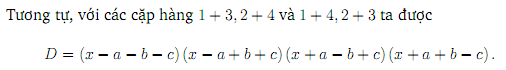 Tương tự, với các cặp hàng 1 + 3, 2 + 4 và 1 + 4, 2 + 3 ta được
D = (x − a − b − c) (x − a + b + c) (x + a − b + c) (x + a + b − c) .